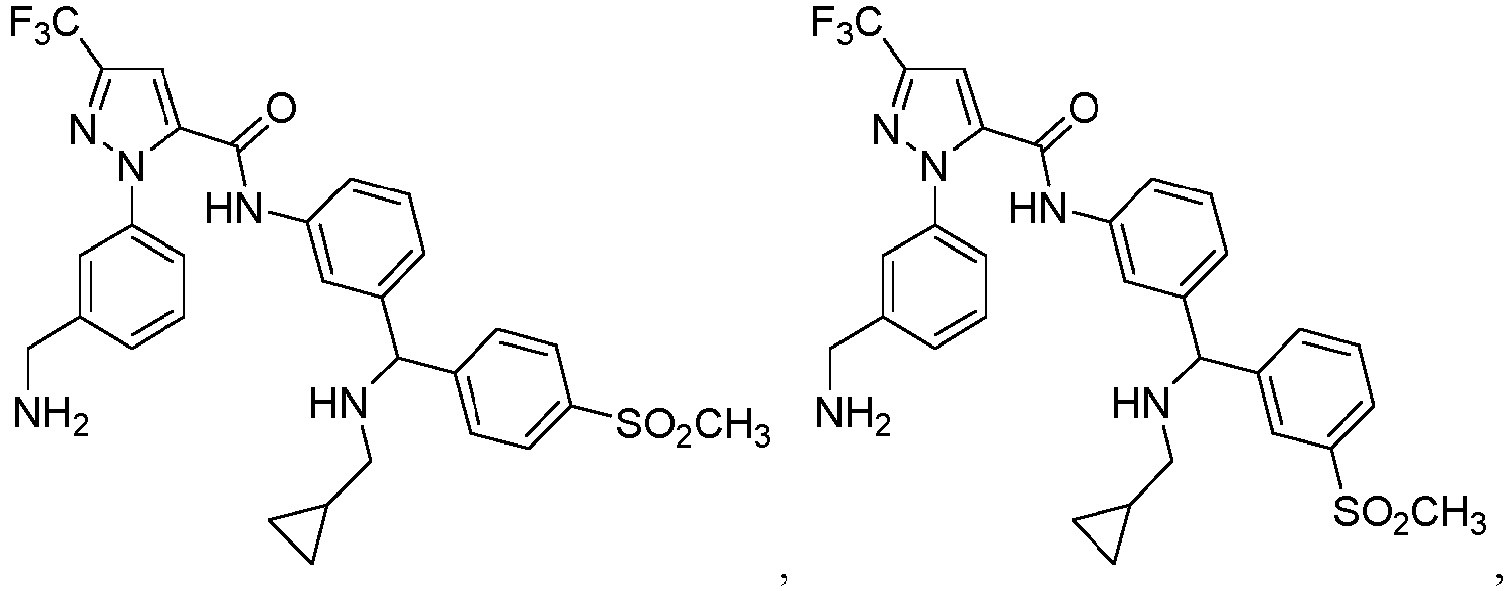 F₃C F₃C
O O
N N
N N
HN HN
HN HN
NH₂ SO₂CH₃ NH₂
SO₂CH₃
, ,